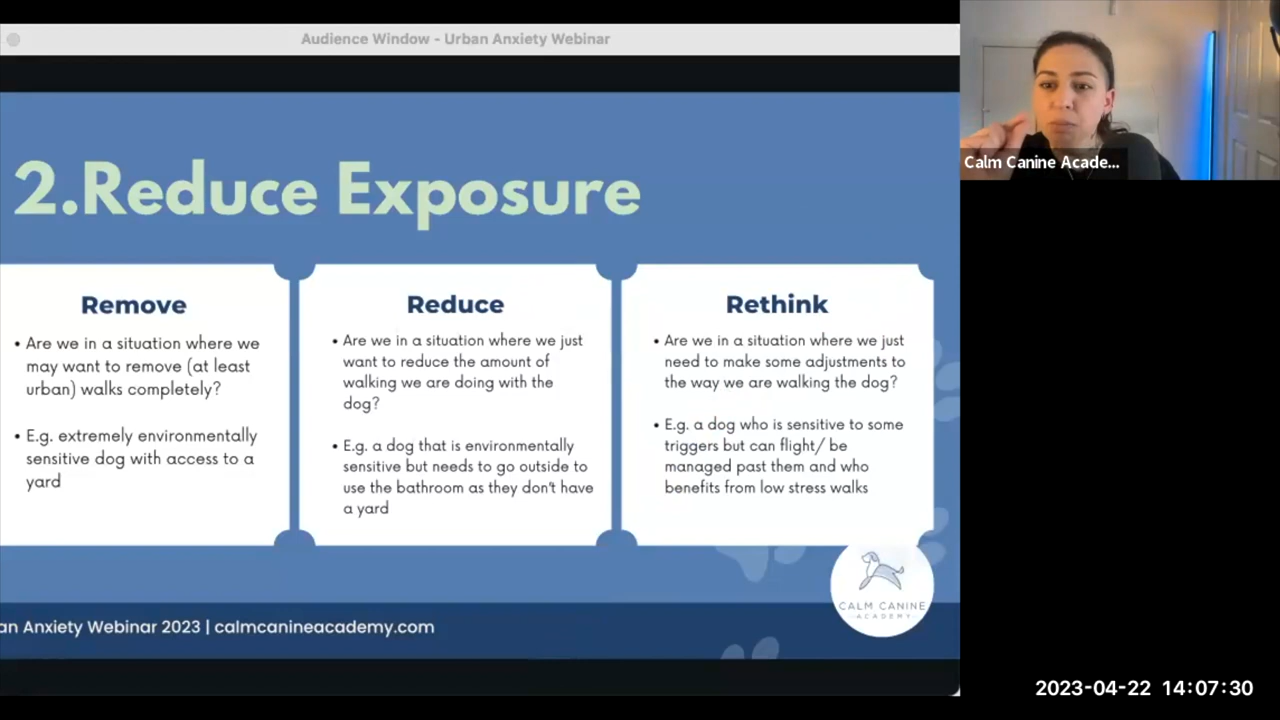 Audience Window - Urban Anxiety Webinar
Calm Canine Acade...
2.Reduce Exposure
Remove
• Are we in a situation where we
may want to remove (at least
urban) walks completely?
• E.g. extremely environmentally
sensitive dog with access to a
yard
Reduce
• Are we in a situation where we just
want to reduce the amount of
walking we are doing with the
dog?
• E.g. a dog that is environmentally
sensitive but needs to go outside to
use the bathroom as they don't have
a yard
Rethink
• Are we in a situation where we just
need to make some adjustments to
the way we are walking the dog?
• E.g. a dog who is sensitive to some
triggers but can flight/ be
managed past them and who
benefits from low stress walks
CALM CANINE
ACADEMY
an Anxiety Webinar 2023 | calmcanineacademy.com
2023-04-22 14:07:30